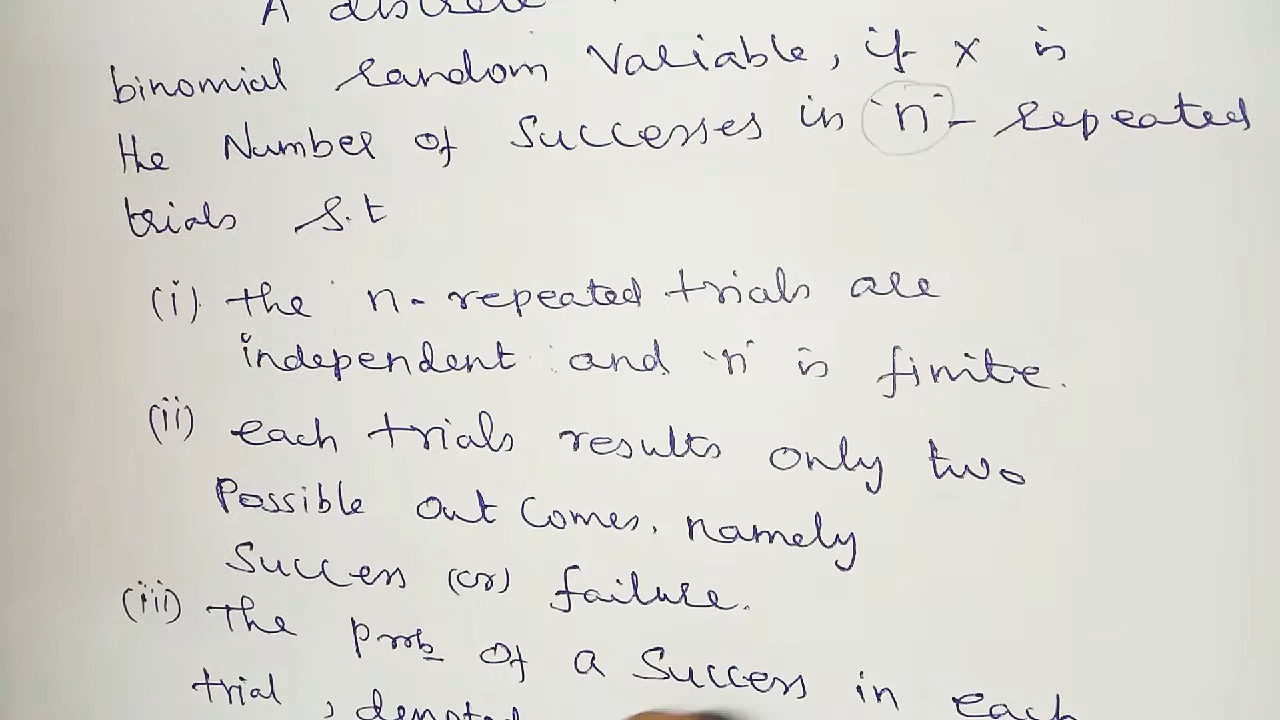 A discrete
binomial random Variable, if x is
the Number of Successes in 'n' - repeated
trials s.t
(i) the n-repeated trials are
independent and 'n' is finite.
(ii) each trials results only two
Possible out Comes, namely
Success (or) failure.
(iii) The prob of a Success in each
trial, denoted